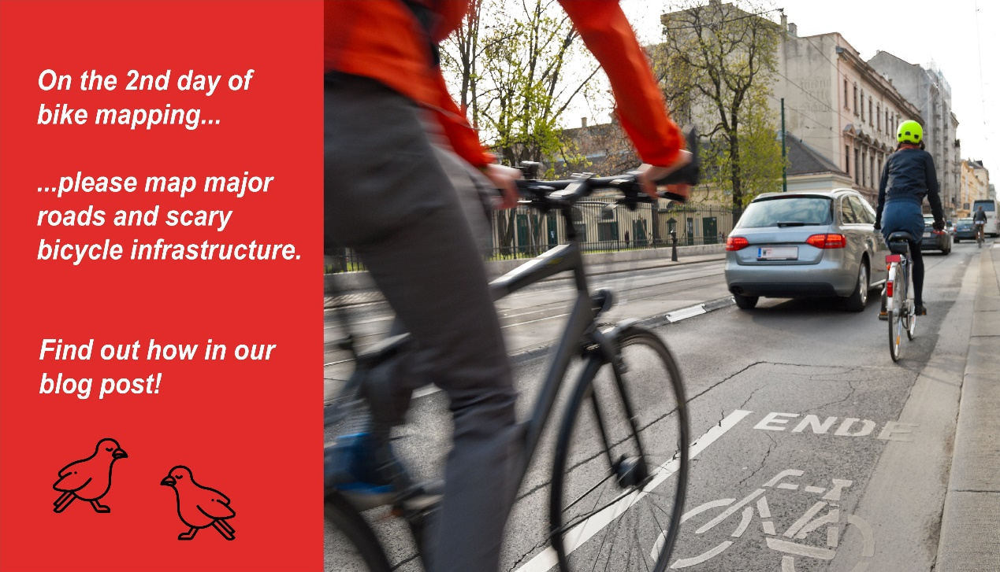 On the 2nd day of
bike mapping...
...please map major
roads and scary
bicycle infrastructure.
Find out how in our
blog post!
ENDE